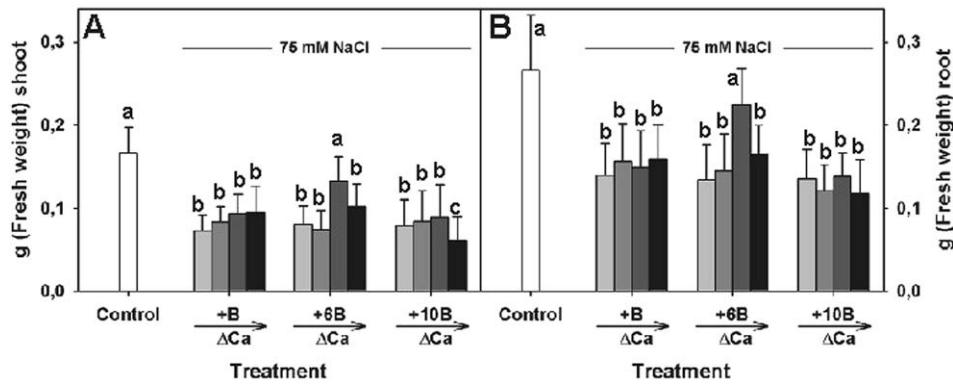 A
75 mM NaCl
g (Fresh weight) shoot
0,3
0,2
0,1
0,0
a
b b b b
b b a b
b b b c
Control +B +6B +10B
ΔCa ΔCa ΔCa
Treatment
B
75 mM NaCl
g (Fresh weight) root
0,3
0,2
0,1
0,0
a
b b b b
b b a b
b b b b
Control +B +6B +10B
ΔCa ΔCa ΔCa
Treatment